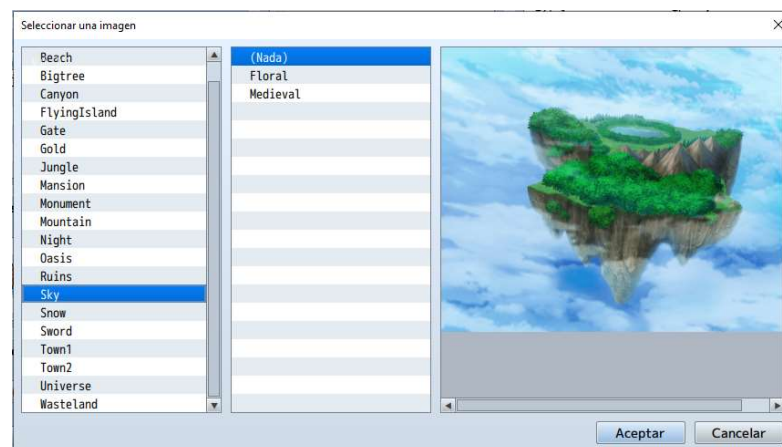 Seleccionar una imagen
Beach
Bigtree
Canyon
FlyingIsland
Gate
Gold
Jungle
Mansion
Monument
Mountain
Night
Oasis
Ruins
Sky
Snow
Sword
Town1
Town2
Universe
Wasteland
(Nada)
Floral
Medieval
Aceptar
Cancelar